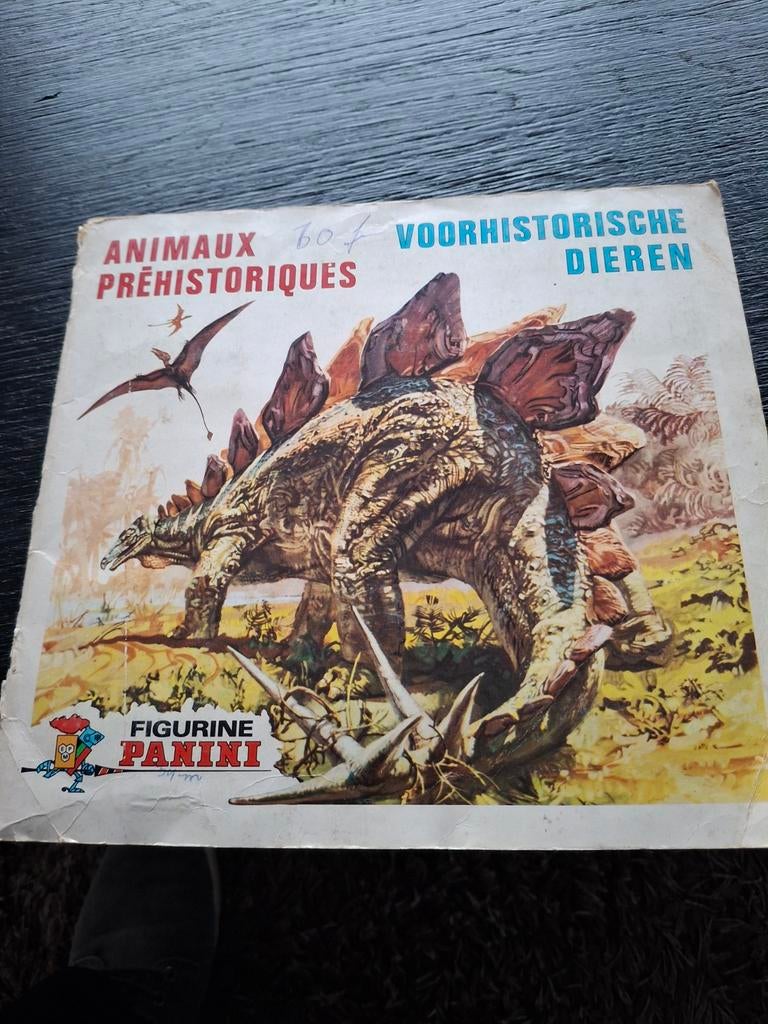 ANIMAUX
PRÉHISTORIQUES
60 f
VOORHISTORISCHE
DIEREN
FIGURINE
PANINI